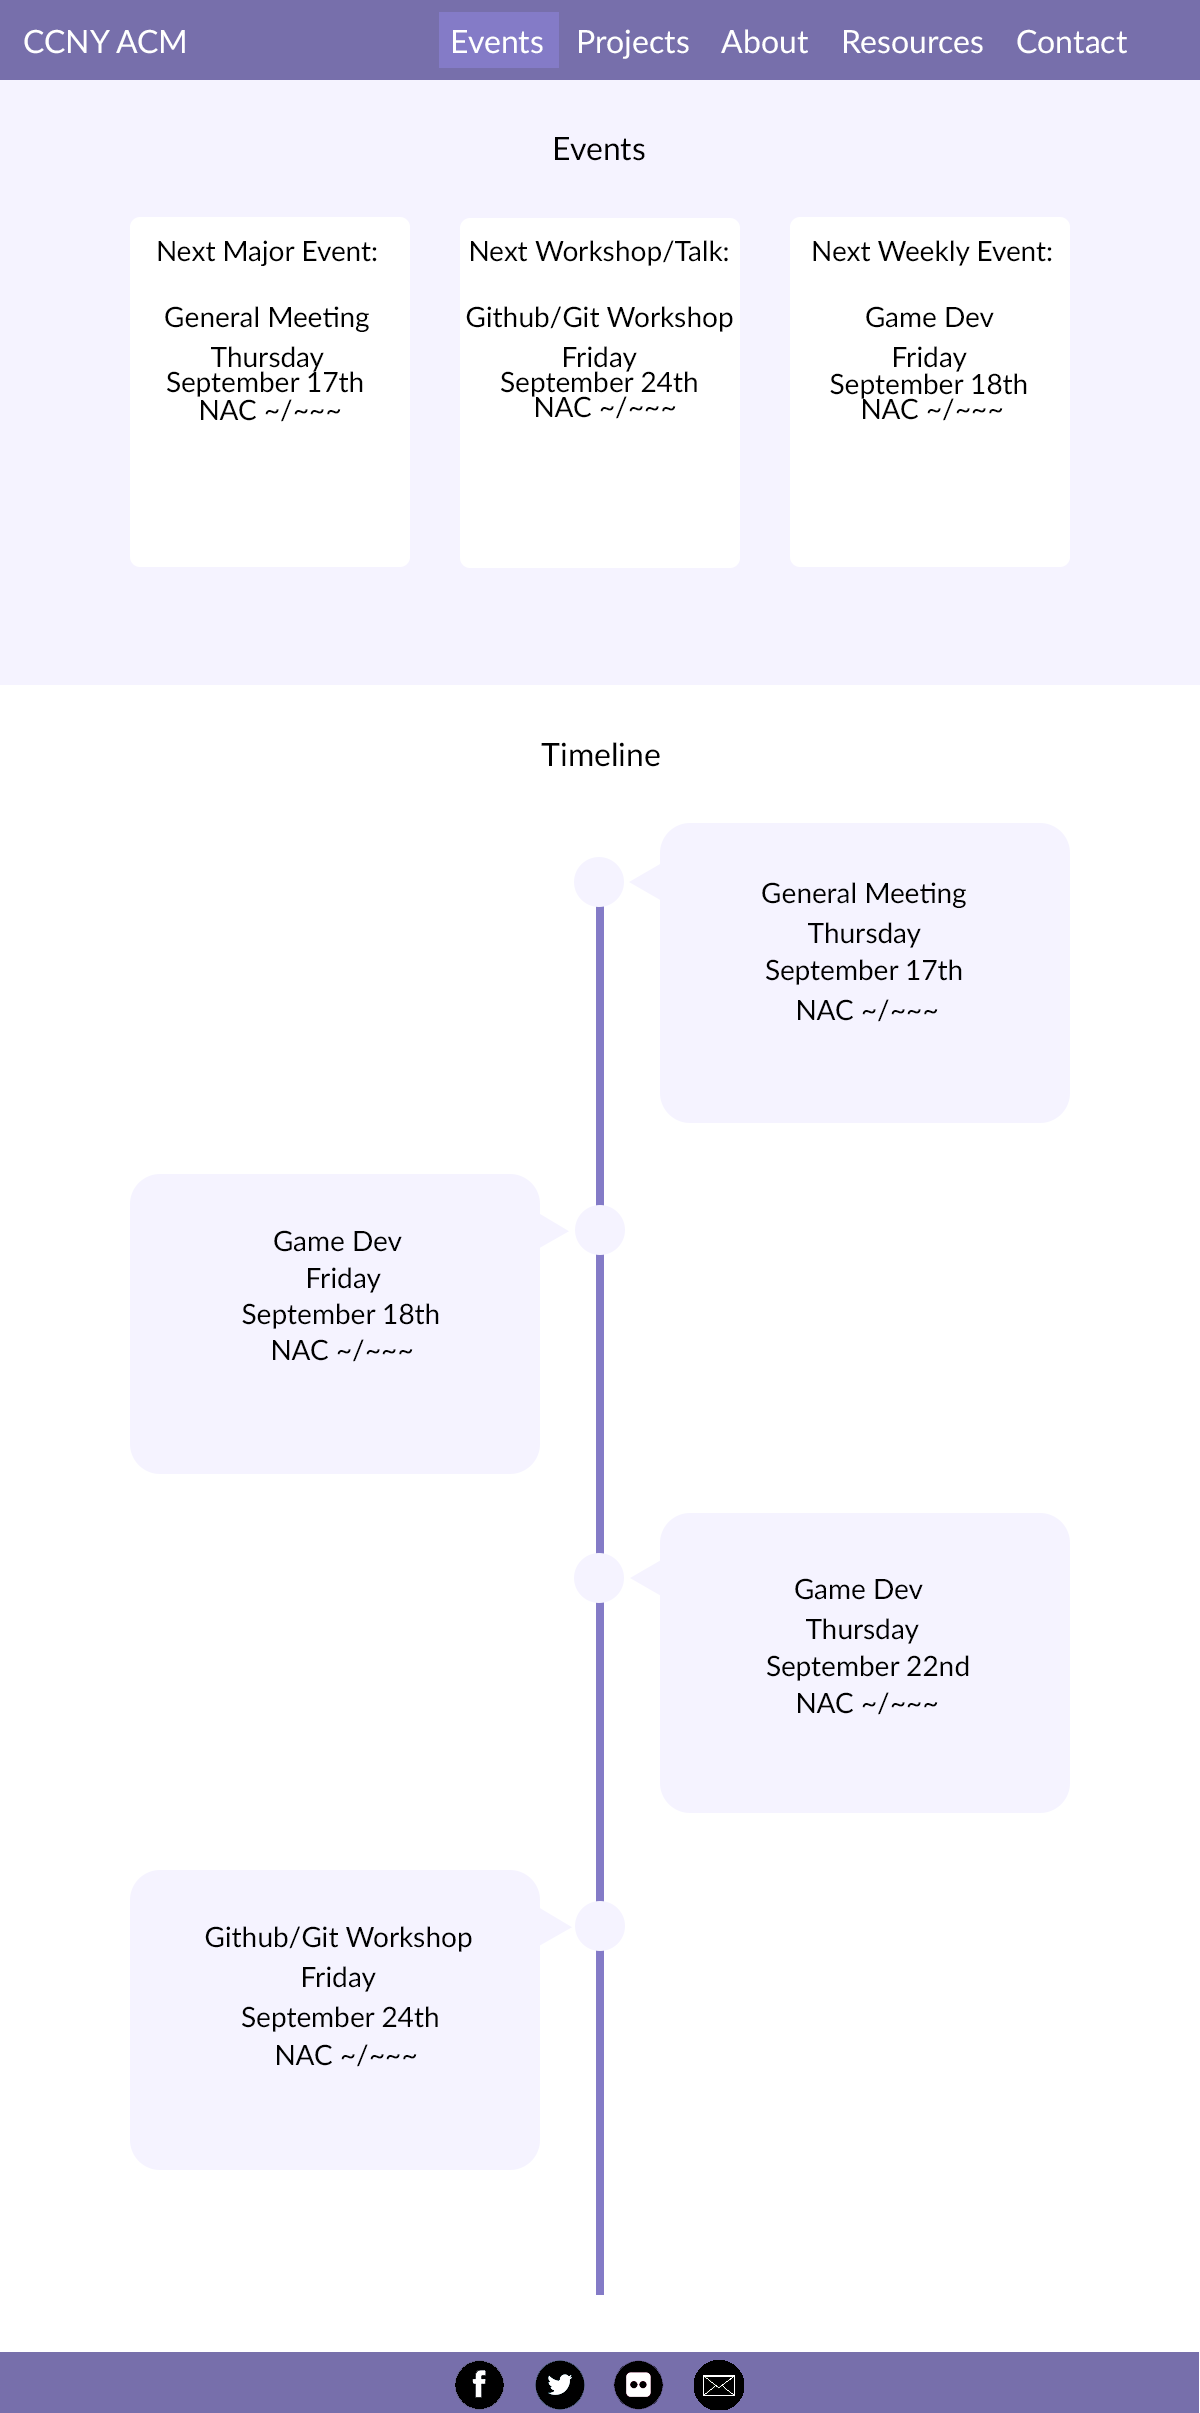 CCNY ACM
Events Projects About Resources Contact
Events
Next Major Event:
General Meeting
Thursday
September 17th
NAC ~/~~~
Next Workshop/Talk:
Github/Git Workshop
Friday
September 24th
NAC ~/~~~
Next Weekly Event:
Game Dev
Friday
September 18th
NAC ~/~~~
Timeline
General Meeting
Thursday
September 17th
NAC ~/~~~
Game Dev
Friday
September 18th
NAC ~/~~~
Game Dev
Thursday
September 22nd
NAC ~/~~~
Github/Git Workshop
Friday
September 24th
NAC ~/~~~